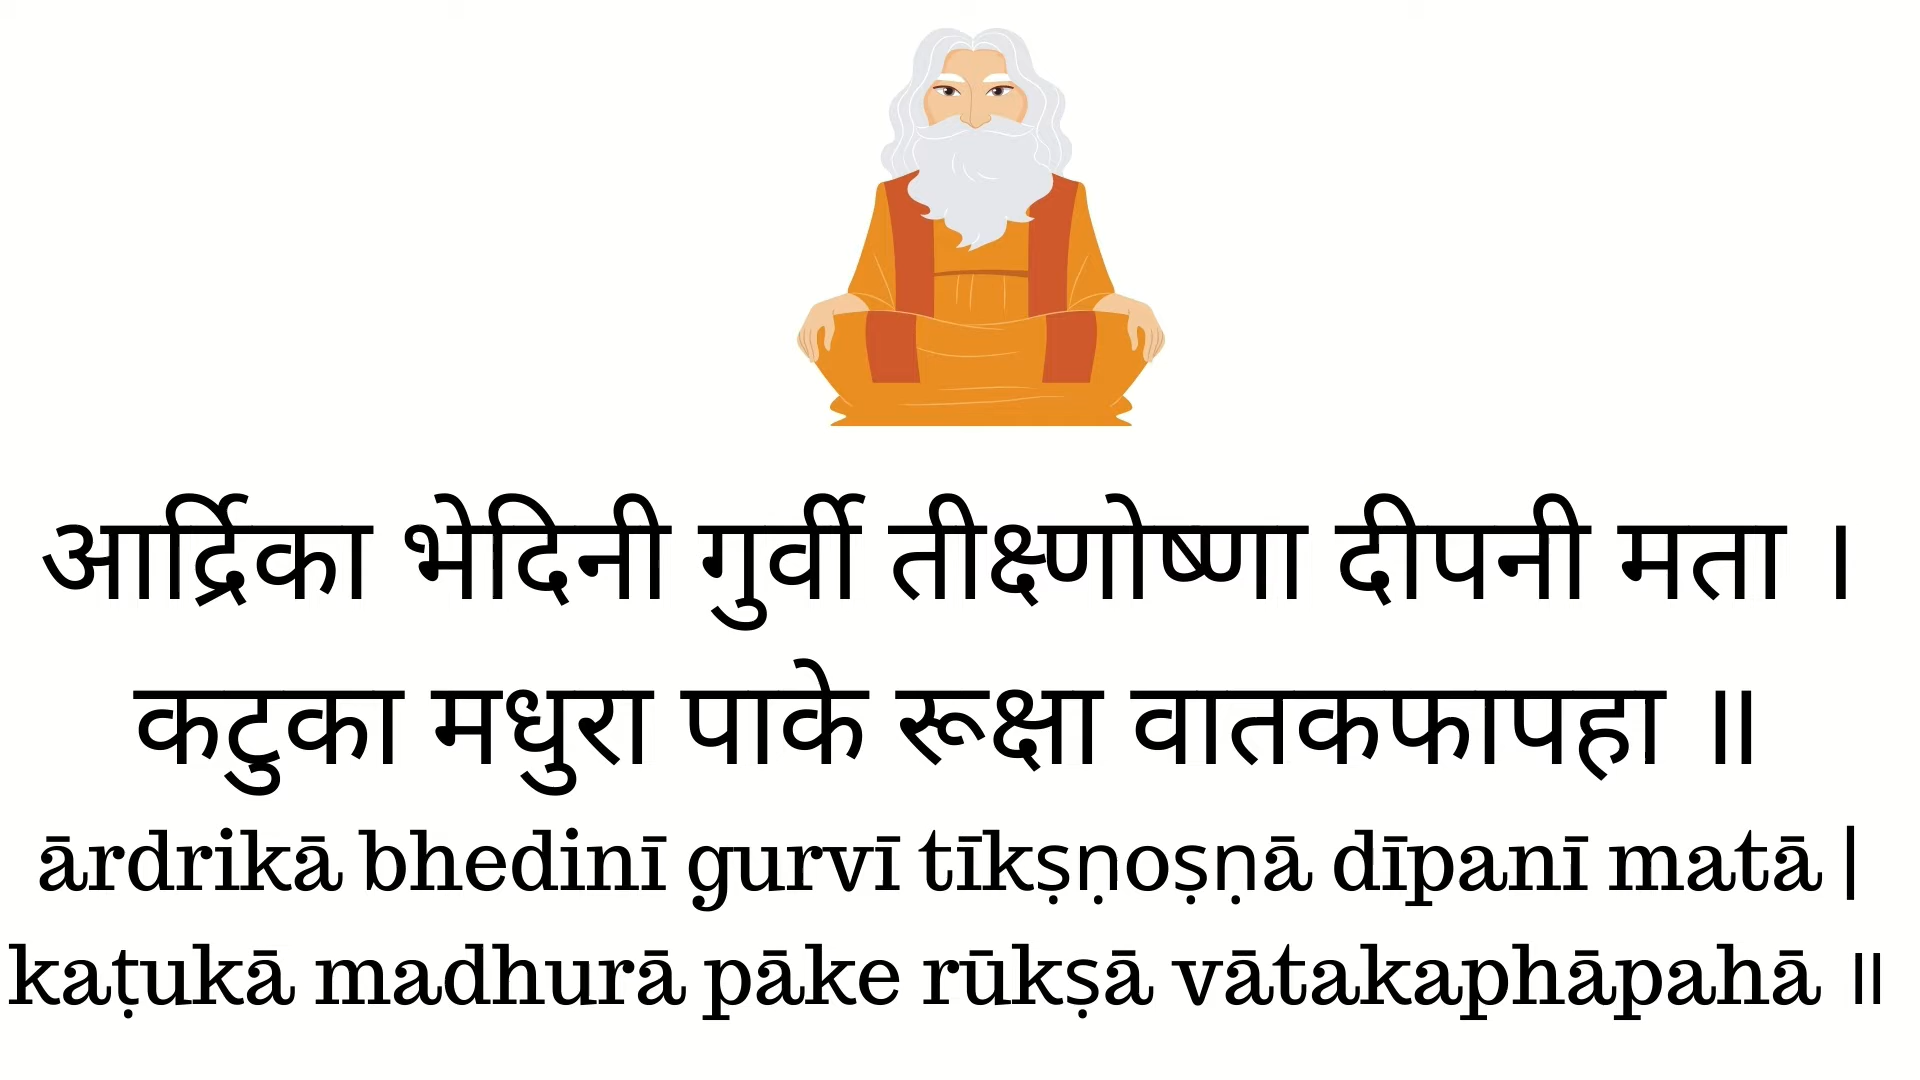 आर्द्रिका भेदिनी गुर्वी तीक्ष्णोष्णा दीपनी मता ।
कटुका मधुरा पाके रूक्षा वातकफापहा ॥
ārdrikā bhedinī gurvī tīkṣṇoṣṇā dīpanī matā |
kaṭukā madhurā pāke rūkṣā vātakaphāpahā ॥